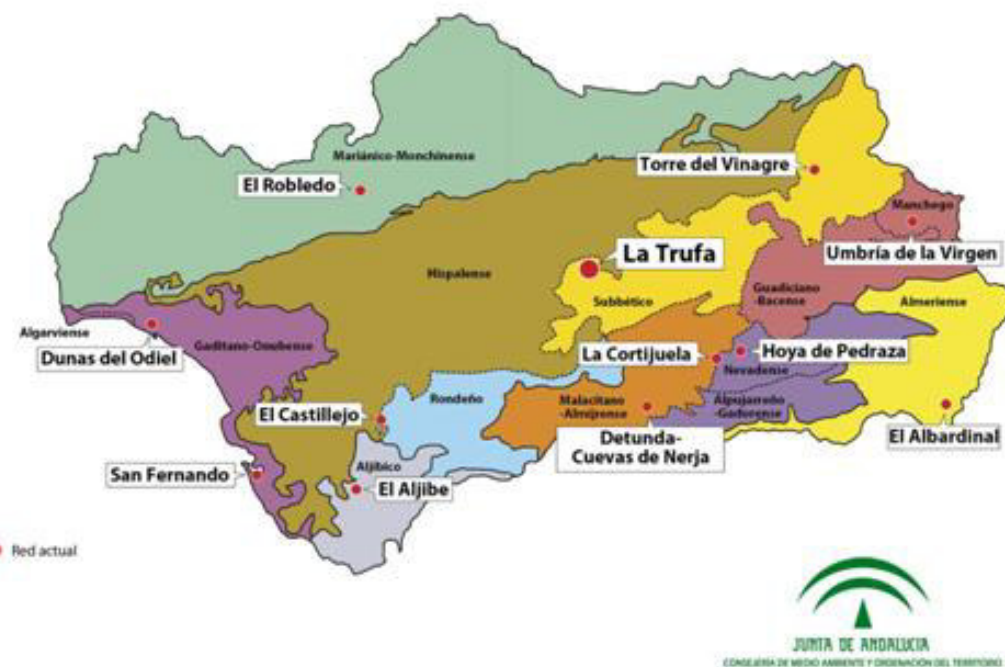 Mariánico-Monchinense
El Robledo
Torre del Vinagre
Manchego
Umbría de la Virgen
La Trufa
Hispalense
Subbético
Guadiciano
-Bacense
Almeriense
Algarviense
Dunas del Odiel
Gaditano-Onubense
La Cortijuela
Hoya de Pedraza
Nevadense
El Castillejo
Rondeño
Malacitano
-Almijrense
Alpujarreño
-Gadorense
El Albardinal
Detunda-
Cuevas de Nerja
San Fernando
Aljíbico
El Aljibe
Red actual
JUNTA DE ANDALUCIA
CONSEJERÍA DE MEDIO AMBIENTE Y ORDENACIÓN DEL TERRITORIO